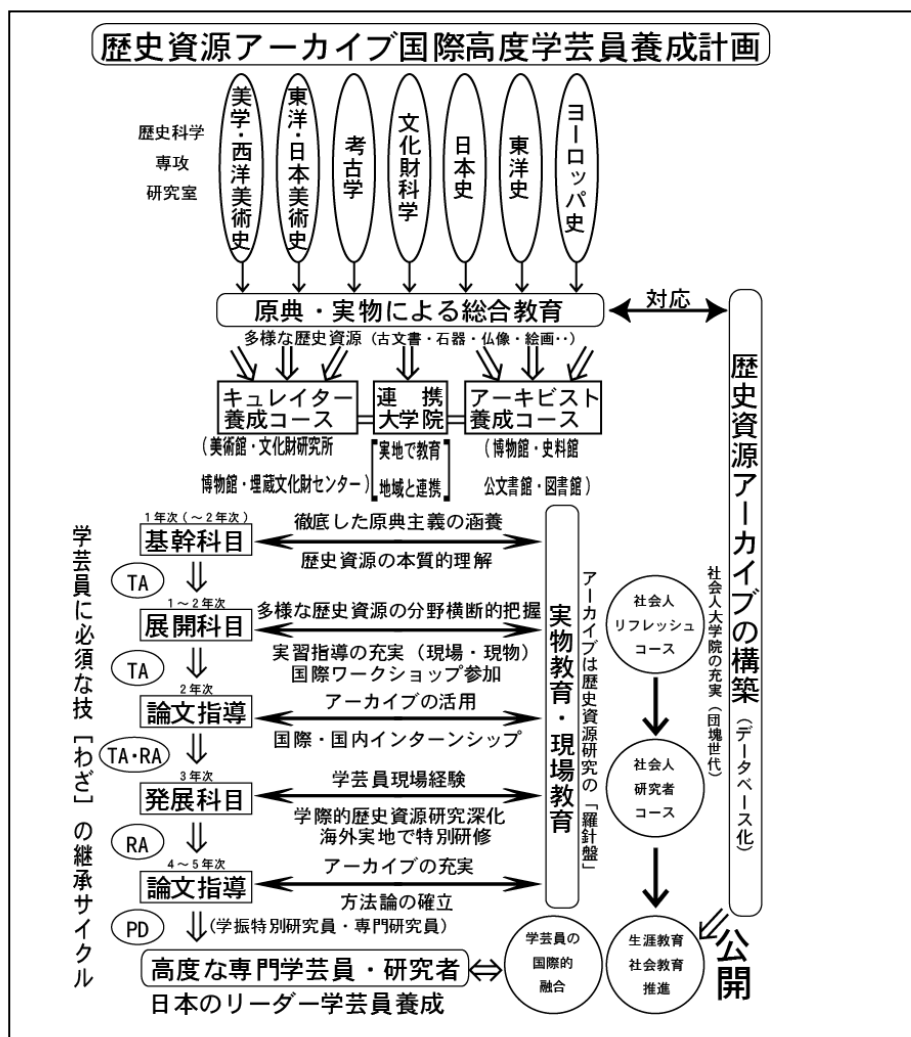 歴史資源アーカイブ国際高度学芸員養成計画
歴史科学
専攻
研究室
美学・西洋美術史
東洋・日本美術史
考古学
文化財科学
日本史
東洋史
ヨーロッパ史
原典・実物による総合教育
対応
多様な歴史資源（古文書・石器・仏像・絵画‥）
キュレイター
養成コース
連携
大学院
アーキビスト
養成コース
（美術館・文化財研究所
博物館・埋蔵文化財センター）
実地で教育
地域と連携
（博物館・史料館
公文書館・図書館）
学芸員に必須な技［わざ］の継承サイクル
1年次（～2年次）
基幹科目
徹底した原典主義の涵養
歴史資源の本質的理解
TA
1～2年次
展開科目
多様な歴史資源の分野横断的把握
実習指導の充実（現場・現物）
国際ワークショップ参加
TA
2年次
論文指導
アーカイブの活用
国際・国内インターンシップ
TA・RA
3年次
発展科目
学芸員現場経験
学際的歴史資源研究深化
海外実地で特別研修
RA
4～5年次
論文指導
アーカイブの充実
方法論の確立
PD
（学振特別研究員・専門研究員）
高度な専門学芸員・研究者
日本のリーダー学芸員養成
実物教育・現場教育
アーカイブは歴史資源研究の「羅針盤」
社会人
リフレッシュ
コース
社会人
研究者
コース
学芸員の
国際的
融合
生涯教育
社会教育
推進
社会人大学院の充実（団塊世代）
歴史資源アーカイブの構築（データベース化）
公開